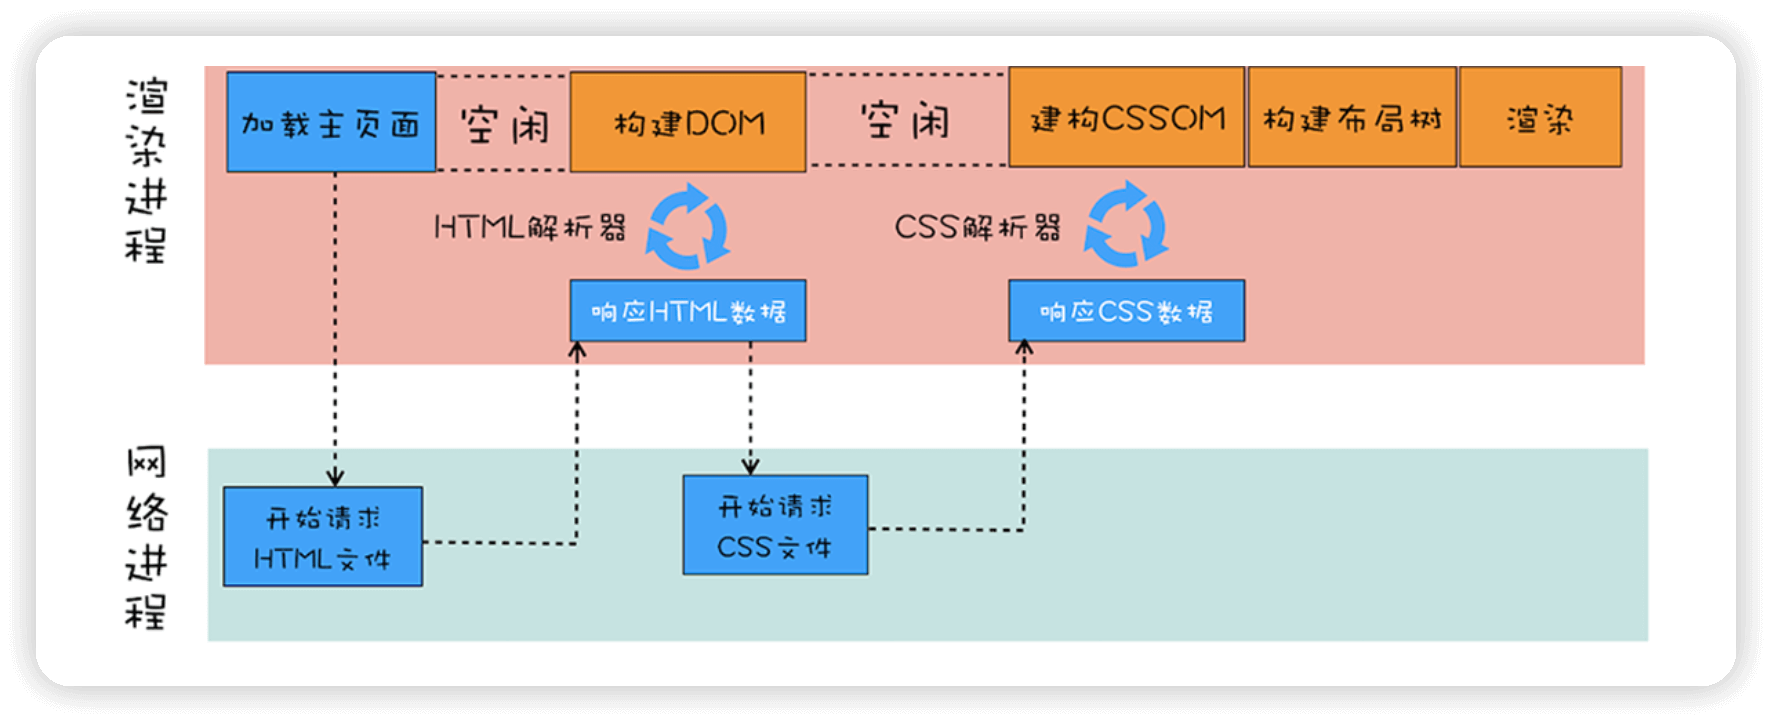 渲染进程
加载主页面
空闲
构建DOM
空闲
建构CSSOM
构建布局树
渲染
HTML解析器
CSS解析器
响应HTML数据
响应CSS数据
网络进程
开始请求
HTML文件
开始请求
CSS文件